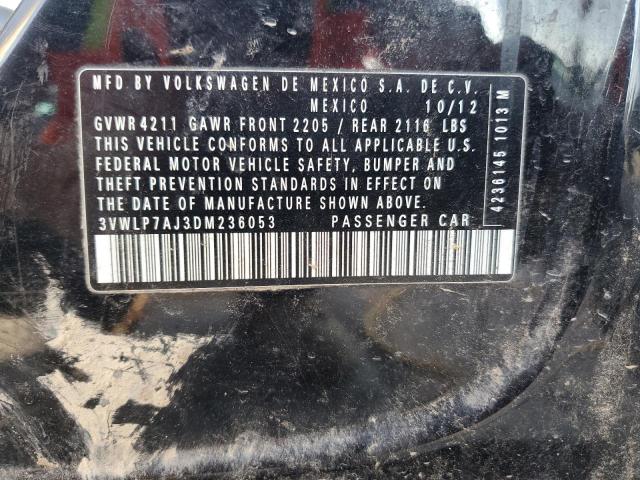 MFD BY VOLKSWAGEN DE MEXICO S.A. DE C.V.
MEXICO 10/12
GVWR 4211 GAWR FRONT 2205 / REAR 2116 LBS
THIS VEHICLE CONFORMS TO ALL APPLICABLE U.S.
FEDERAL MOTOR VEHICLE SAFETY, BUMPER AND
THEFT PREVENTION STANDARDS IN EFFECT ON
THE DATE OF MANUFACTURE SHOWN ABOVE.
3VWLP7AJ3DM236053 PASSENGER CAR
4236145 1013 M